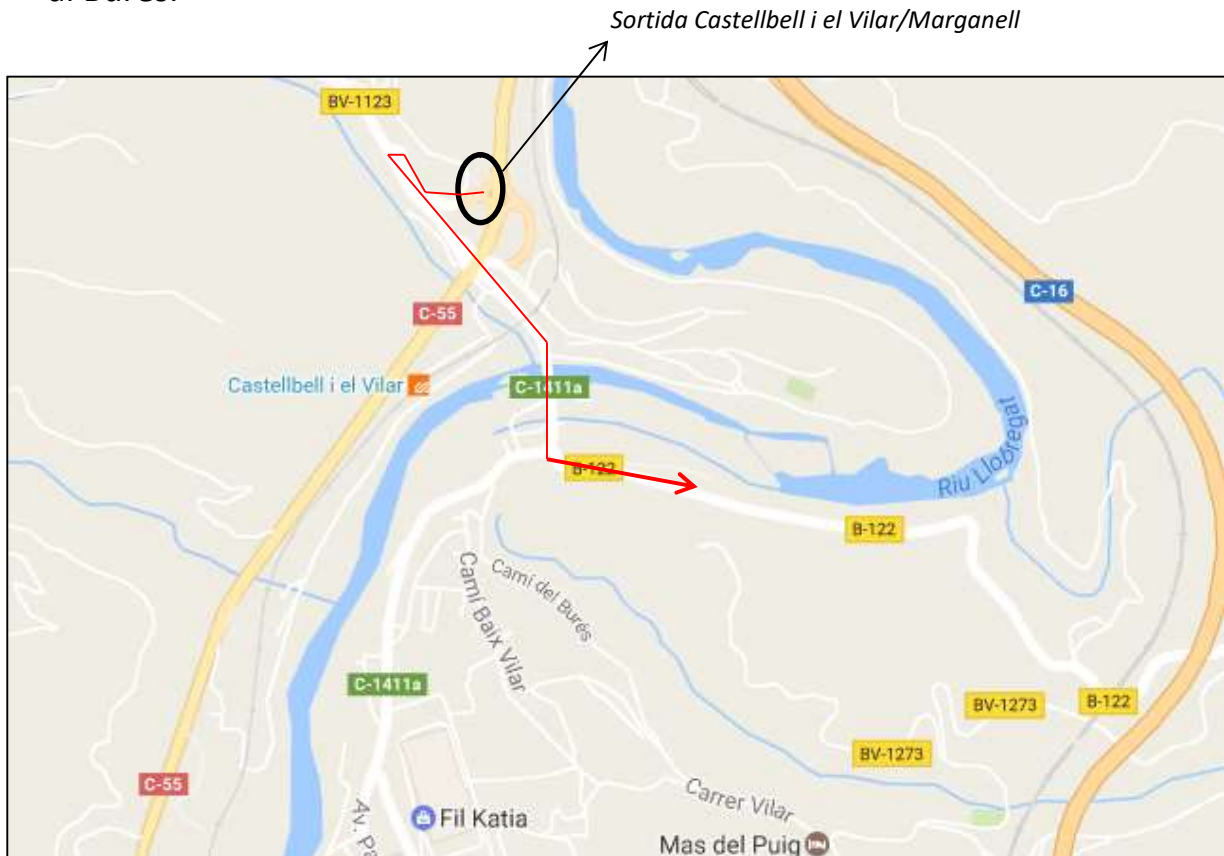 Sortida Castellbell i el Vilar/Marganell
BV-1123
C-16
C-55
Castellbell i el Vilar
C-1411a
Riu Llobregat
B-122
B-122
Camí del Burés
Camí Baix Vilar
C-1411a
BV-1273
B-122
BV-1273
C-55
Carrer Vilar
Fil Katia
Av.
Mas del Puig